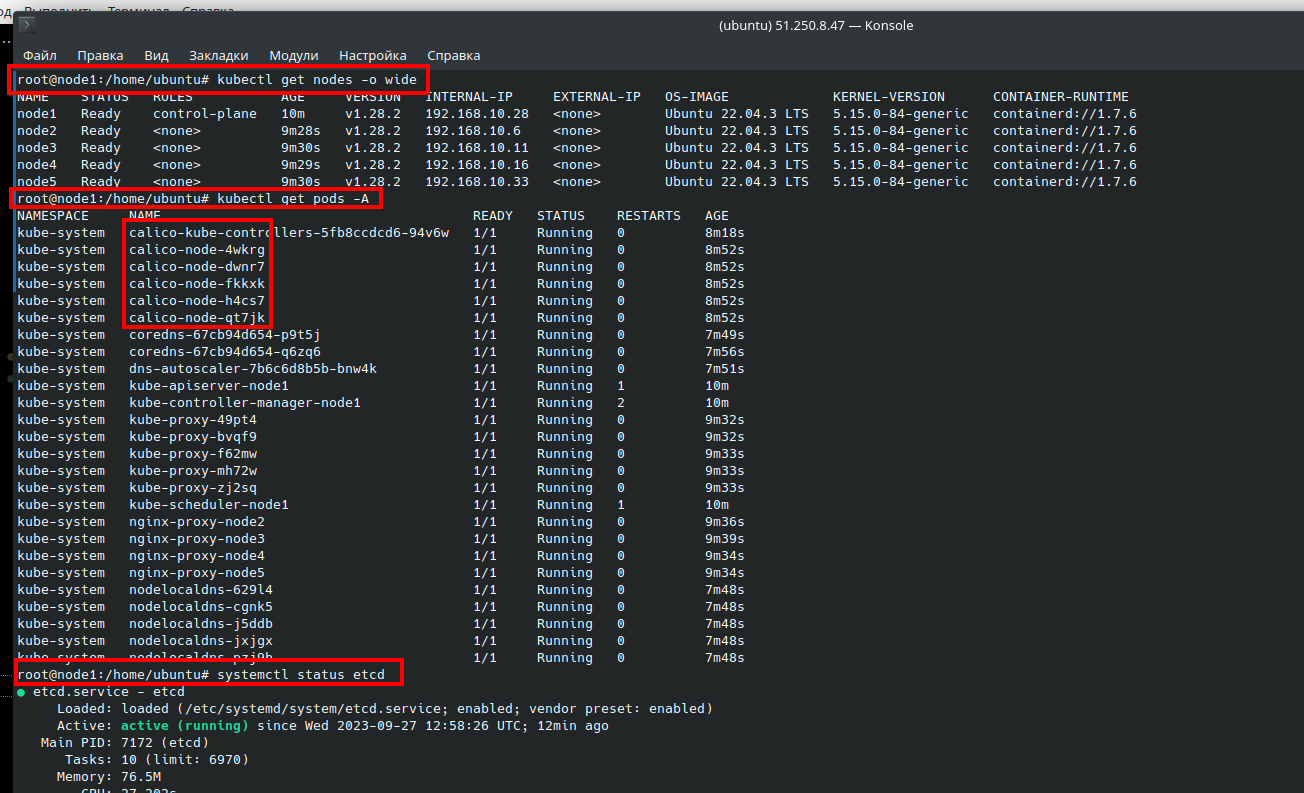 Выполнить Терминал Справка
(ubuntu) 51.250.8.47 — Konsole
Файл Правка Вид Закладки Модули Настройка Справка
root@node1:/home/ubuntu# kubectl get nodes -o wide
NAME STATUS ROLES AGE VERSION INTERNAL-IP EXTERNAL-IP OS-IMAGE KERNEL-VERSION CONTAINER-RUNTIME
node1 Ready control-plane 10m v1.28.2 192.168.10.28 <none> Ubuntu 22.04.3 LTS 5.15.0-84-generic containerd://1.7.6
node2 Ready <none> 9m28s v1.28.2 192.168.10.6 <none> Ubuntu 22.04.3 LTS 5.15.0-84-generic containerd://1.7.6
node3 Ready <none> 9m30s v1.28.2 192.168.10.11 <none> Ubuntu 22.04.3 LTS 5.15.0-84-generic containerd://1.7.6
node4 Ready <none> 9m29s v1.28.2 192.168.10.16 <none> Ubuntu 22.04.3 LTS 5.15.0-84-generic containerd://1.7.6
node5 Ready <none> 9m30s v1.28.2 192.168.10.33 <none> Ubuntu 22.04.3 LTS 5.15.0-84-generic containerd://1.7.6
root@node1:/home/ubuntu# kubectl get pods -A
NAMESPACE NAME READY STATUS RESTARTS AGE
kube-system calico-kube-controllers-5fb8ccdcd6-94v6w 1/1 Running 0 8m18s
kube-system calico-node-4wkrg 1/1 Running 0 8m52s
kube-system calico-node-dwnr7 1/1 Running 0 8m52s
kube-system calico-node-fkkxk 1/1 Running 0 8m52s
kube-system calico-node-h4cs7 1/1 Running 0 8m52s
kube-system calico-node-qt7jk 1/1 Running 0 8m52s
kube-system coredns-67cb94d654-p9t5j 1/1 Running 0 7m49s
kube-system coredns-67cb94d654-q6zq6 1/1 Running 0 7m56s
kube-system dns-autoscaler-7b6c6d8b5b-bnw4k 1/1 Running 0 7m51s
kube-system kube-apiserver-node1 1/1 Running 1 10m
kube-system kube-controller-manager-node1 1/1 Running 2 10m
kube-system kube-proxy-49pt4 1/1 Running 0 9m32s
kube-system kube-proxy-bvqf9 1/1 Running 0 9m32s
kube-system kube-proxy-f62mw 1/1 Running 0 9m33s
kube-system kube-proxy-mh72w 1/1 Running 0 9m33s
kube-system kube-proxy-zj2sq 1/1 Running 0 9m33s
kube-system kube-scheduler-node1 1/1 Running 1 10m
kube-system nginx-proxy-node2 1/1 Running 0 9m36s
kube-system nginx-proxy-node3 1/1 Running 0 9m39s
kube-system nginx-proxy-node4 1/1 Running 0 9m34s
kube-system nginx-proxy-node5 1/1 Running 0 9m34s
kube-system nodelocaldns-629l4 1/1 Running 0 7m48s
kube-system nodelocaldns-cgnk5 1/1 Running 0 7m48s
kube-system nodelocaldns-j5ddb 1/1 Running 0 7m48s
kube-system nodelocaldns-jxjgx 1/1 Running 0 7m48s
kube-system nodelocaldns-pzj9h 1/1 Running 0 7m48s
root@node1:/home/ubuntu# systemctl status etcd
● etcd.service - etcd
Loaded: loaded (/etc/systemd/system/etcd.service; enabled; vendor preset: enabled)
Active: active (running) since Wed 2023-09-27 12:58:26 UTC; 12min ago
Main PID: 7172 (etcd)
Tasks: 10 (limit: 6970)
Memory: 76.5M